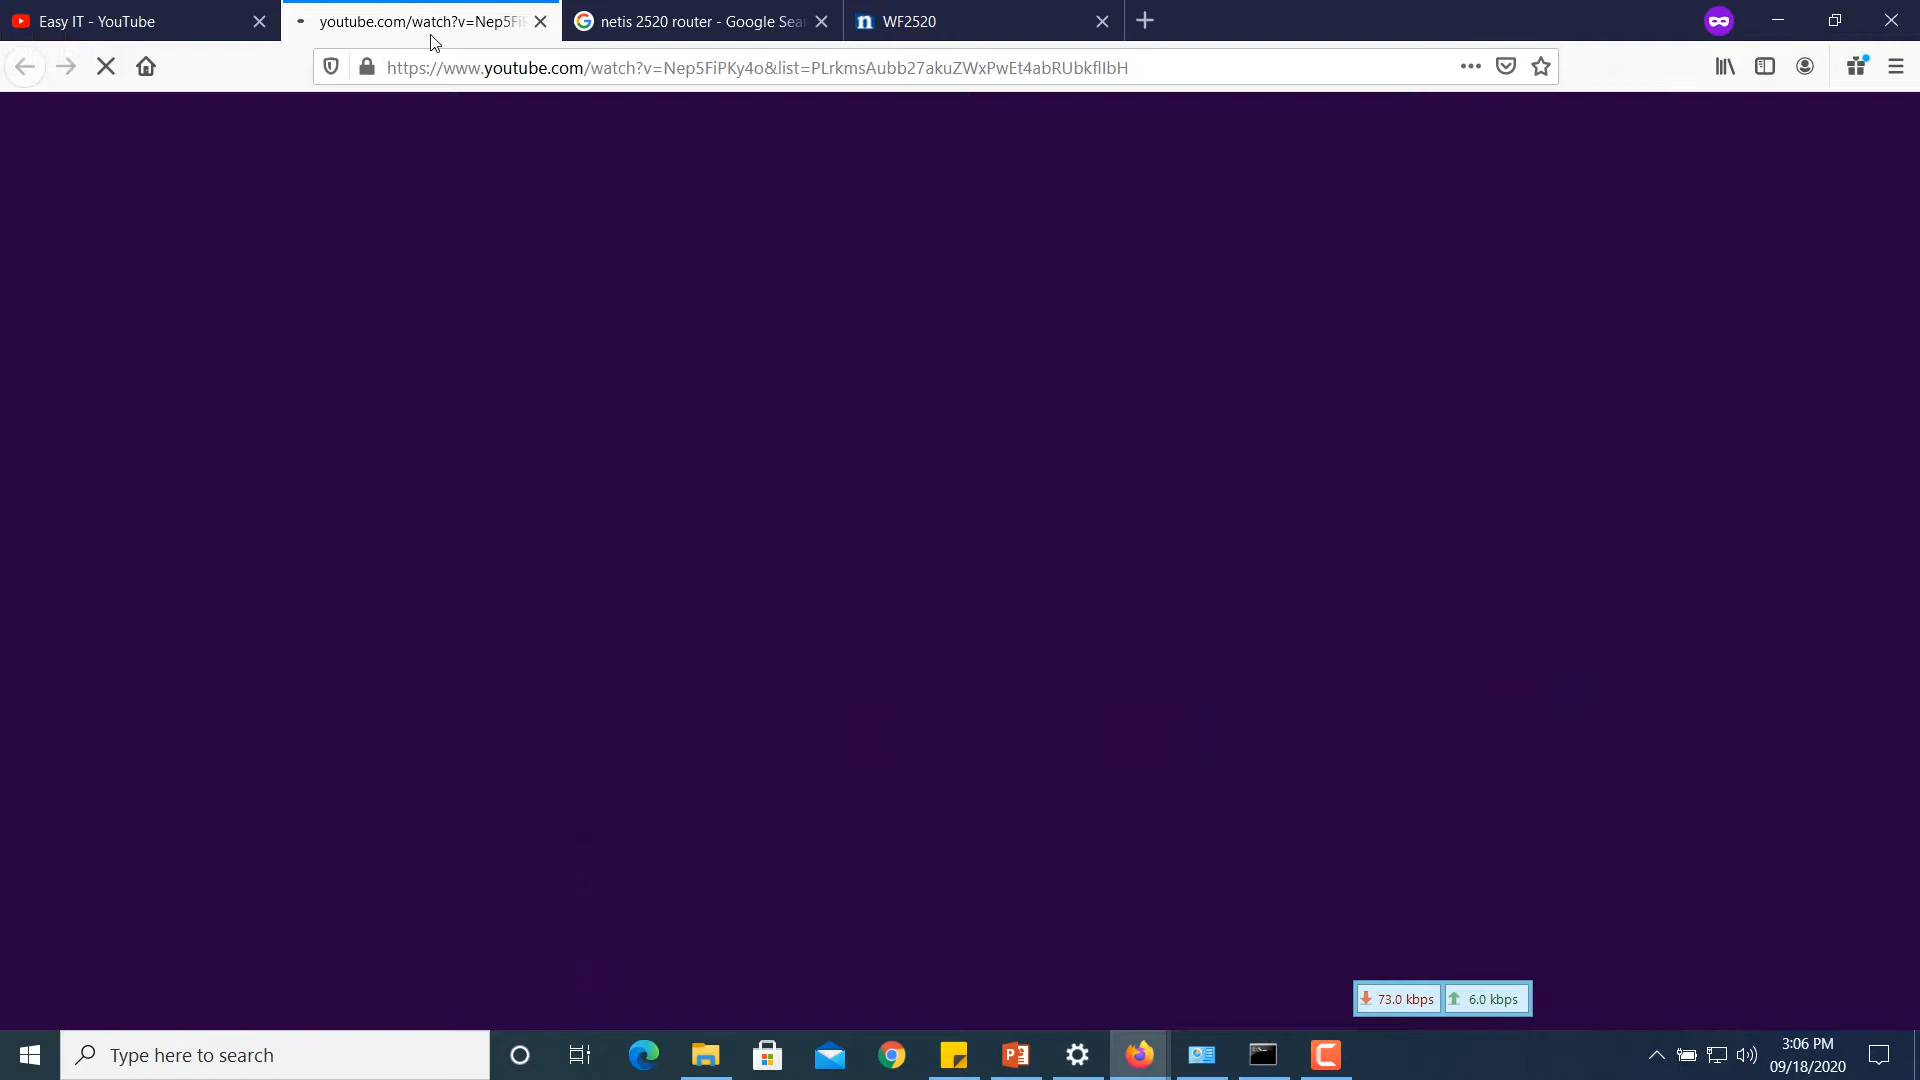 Easy IT - YouTube
youtube.com/watch?v=Nep5Fi
netis 2520 router - Google Sea
WF2520
https://www.youtube.com/watch?v=Nep5FiPKy4o&list=PLrkmsAubb27akuZWxPwEt4abRUbkflIbH
73.0 kbps
6.0 kbps
Type here to search
3:06 PM
09/18/2020